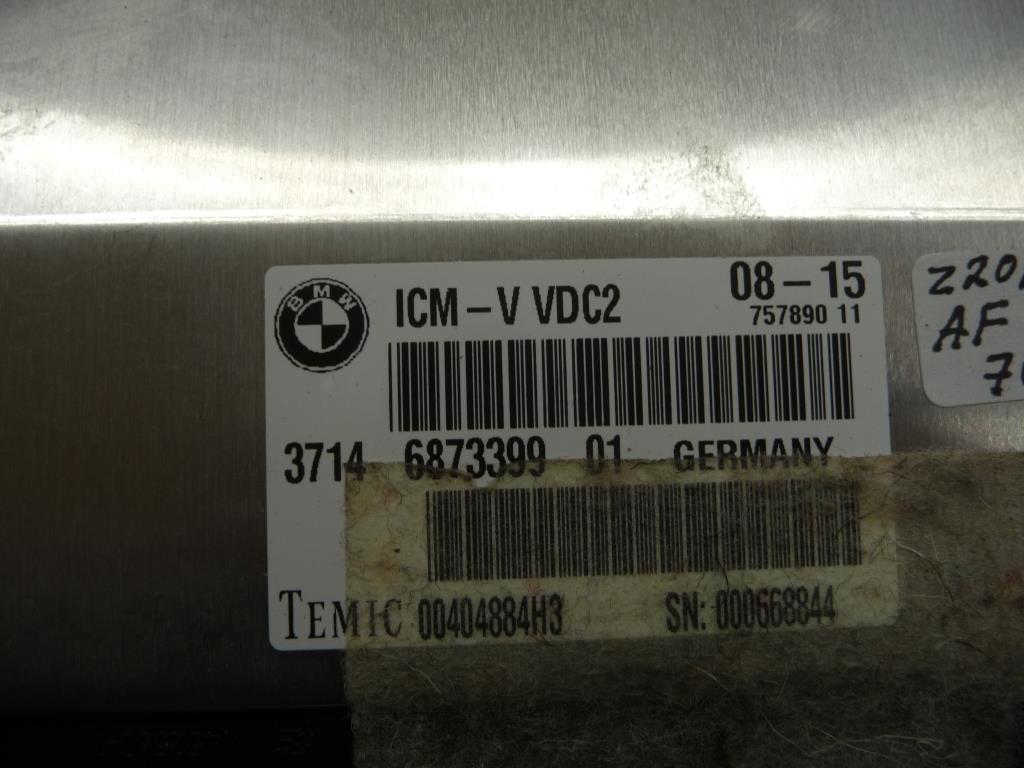 BMW
ICM-V VDC2
08-15
757890 11
3714 6873399 01 GERMANY
TEMIC 00404884H3 SN: 000668844
AF